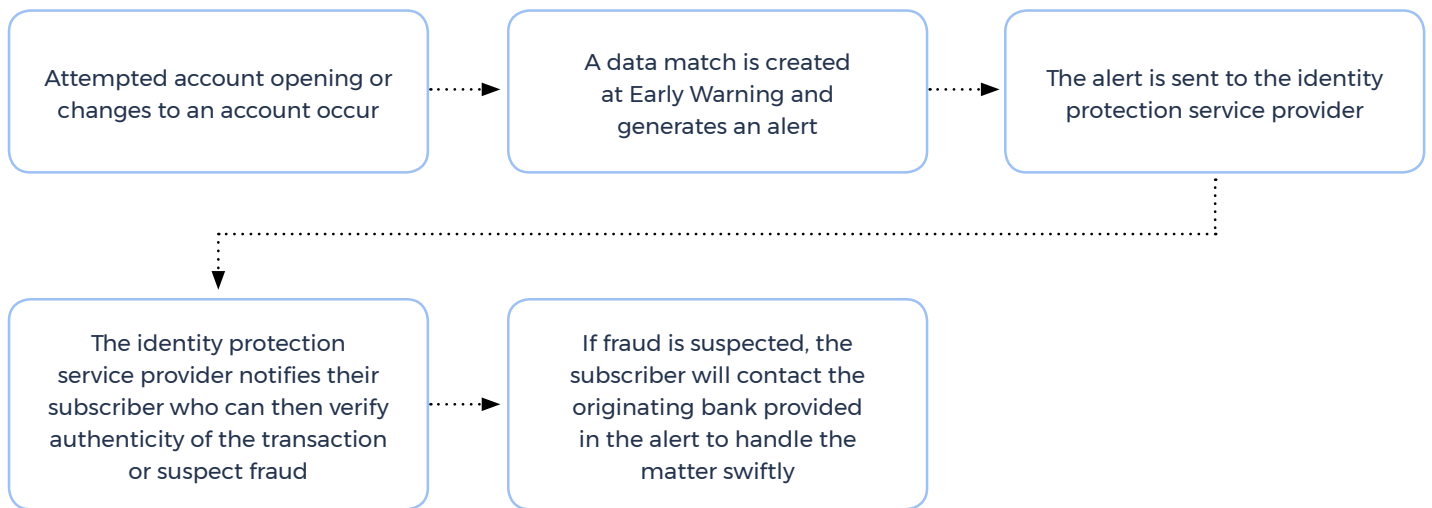 Attempted account opening or
changes to an account occur
A data match is created
at Early Warning and
generates an alert
The alert is sent to the identity
protection service provider
The identity protection
service provider notifies their
subscriber who can then verify
authenticity of the transaction
or suspect fraud
If fraud is suspected, the
subscriber will contact the
originating bank provided
in the alert to handle the
matter swiftly